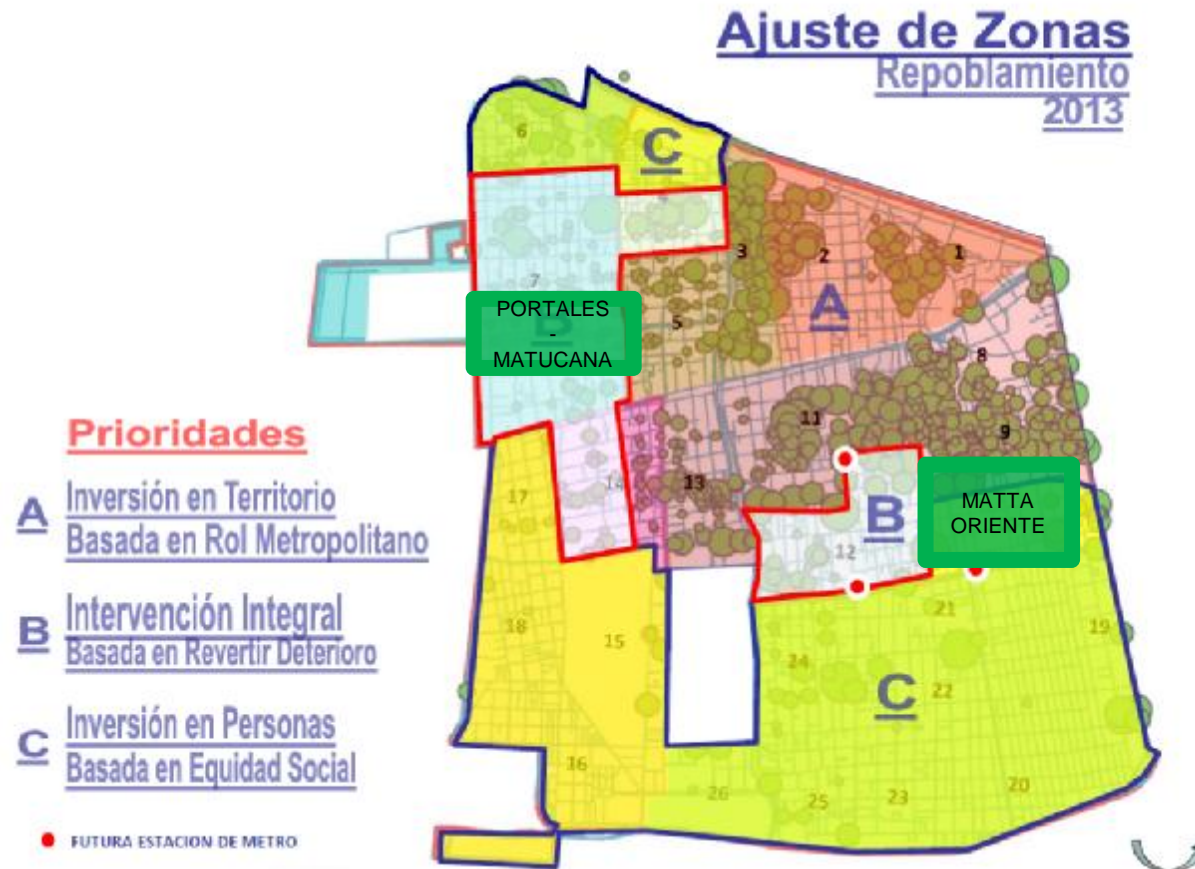 Ajuste de Zonas
Repoblamiento
2013
6
C
3
2
1
7
5
A
PORTALES
-
MATUCANA
B
8
11
9
Prioridades
A Inversión en Territorio
Basada en Rol Metropolitano
17
14
13
B
MATTA
ORIENTE
12
B Intervención Integral
Basada en Revertir Deterioro
18
15
21
19
24
22
C
C Inversión en Personas
Basada en Equidad Social
16
26
25
23
20
FUTURA ESTACION DE METRO